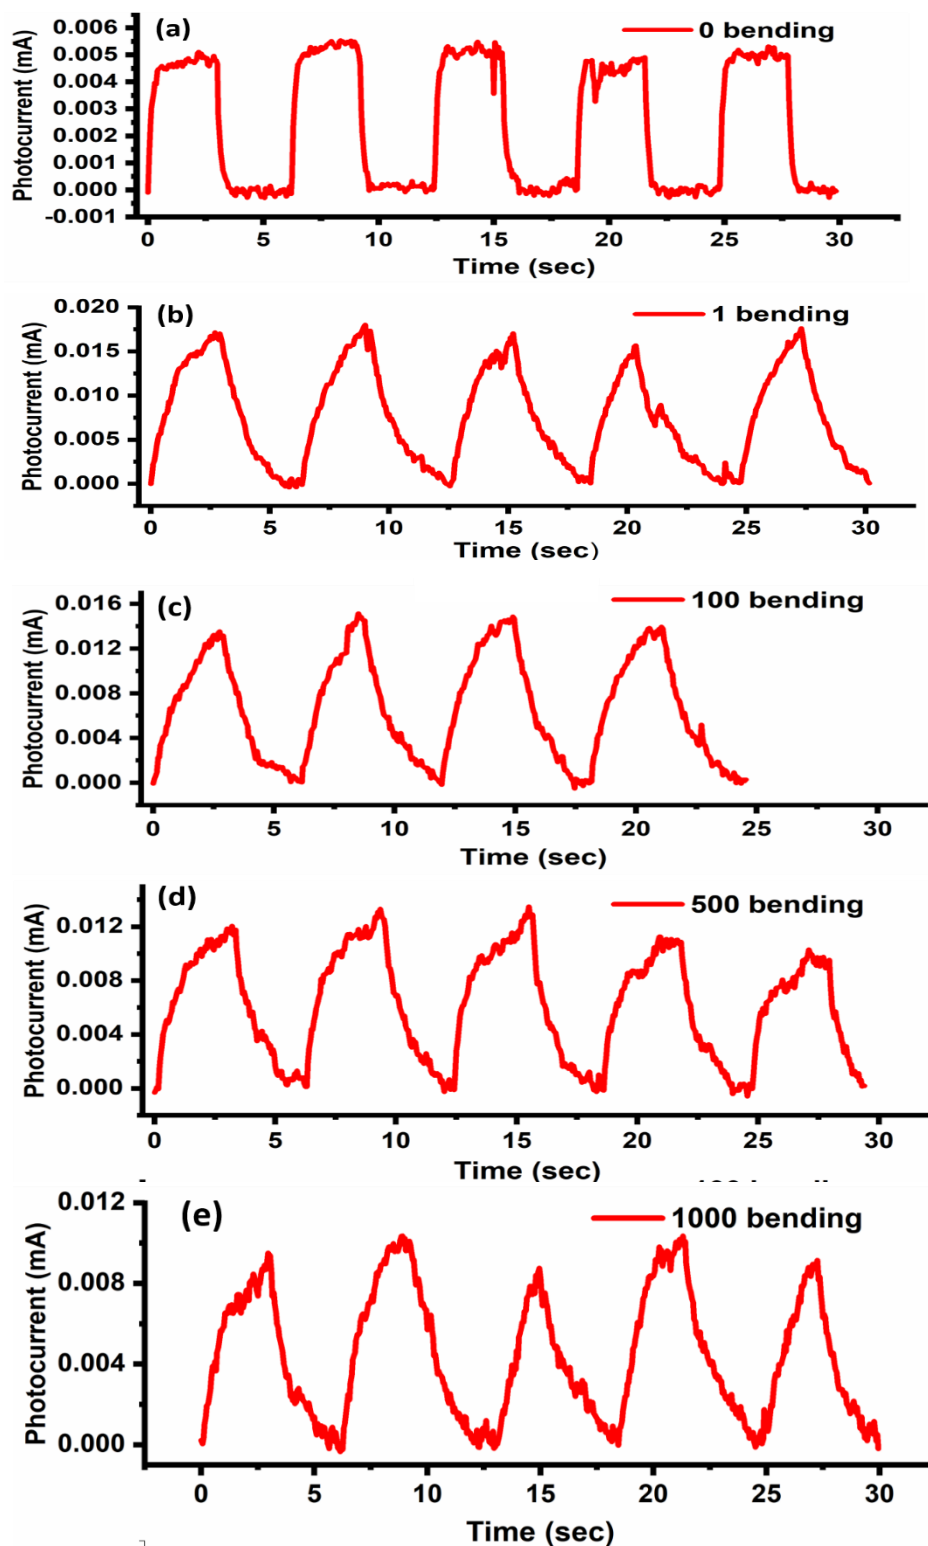 (a)
0 bending
Photocurrent (mA)
0.006
0.005
0.004
0.003
0.002
0.001
0.000
-0.001
0 5 10 15 20 25 30
Time (sec)
(b)
1 bending
Photocurrent (mA)
0.020
0.015
0.010
0.005
0.000
0 5 10 15 20 25 30
Time (sec)
(c)
100 bending
Photocurrent (mA)
0.016
0.012
0.008
0.004
0.000
0 5 10 15 20 25 30
Time (sec)
(d)
500 bending
Photocurrent (mA)
0.012
0.008
0.004
0.000
0 5 10 15 20 25 30
Time (sec)
(e)
1000 bending
Photocurrent (mA)
0.012
0.008
0.004
0.000
0 5 10 15 20 25 30
Time (sec)